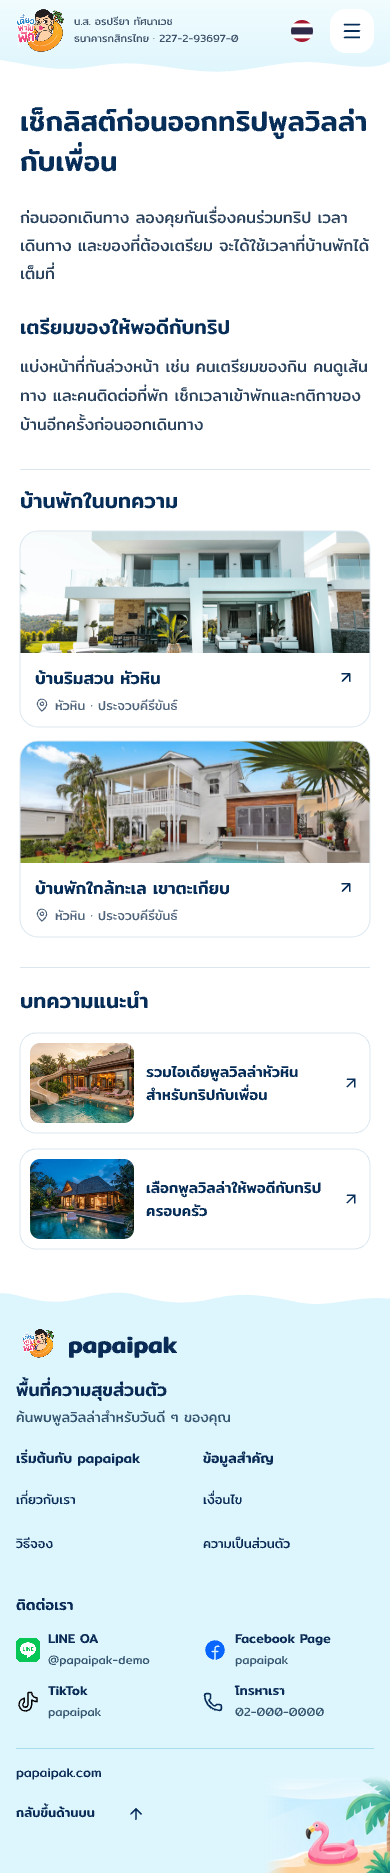 เที่ยว
พาไป
พัก
น.ส. อรปรียา ทัศนาเวช
ธนาคารกสิกรไทย · 227-2-93697-0
เช็กลิสต์ก่อนออกทริปพูลวิลล่า
กับเพื่อน
ก่อนออกเดินทาง ลองคุยกันเรื่องคนร่วมทริป เวลา
เดินทาง และของที่ต้องเตรียม จะได้ใช้เวลาที่บ้านพักได้
เต็มที่
เตรียมของให้พอดีกับทริป
แบ่งหน้าที่กันล่วงหน้า เช่น คนเตรียมของกิน คนดูเส้น
ทาง และคนติดต่อที่พัก เช็กเวลาเข้าพักและกติกาของ
บ้านอีกครั้งก่อนออกเดินทาง
บ้านพักในบทความ
บ้านริมสวน หัวหิน
หัวหิน · ประจวบคีรีขันธ์
บ้านพักใกล้ทะเล เขาตะเกียบ
หัวหิน · ประจวบคีรีขันธ์
บทความแนะนำ
รวมไอเดียพูลวิลล่าหัวหิน
สำหรับทริปกับเพื่อน
เลือกพูลวิลล่าให้พอดีกับทริป
ครอบครัว
papaipak
พื้นที่ความสุขส่วนตัว
ค้นพบพูลวิลล่าสำหรับวันดี ๆ ของคุณ
เริ่มต้นกับ papaipak
ข้อมูลสำคัญ
เกี่ยวกับเรา
เงื่อนไข
วิธีจอง
ความเป็นส่วนตัว
ติดต่อเรา
LINE OA
@papaipak-demo
Facebook Page
papaipak
TikTok
papaipak
โทรหาเรา
02-000-0000
papaipak.com
กลับขึ้นด้านบน